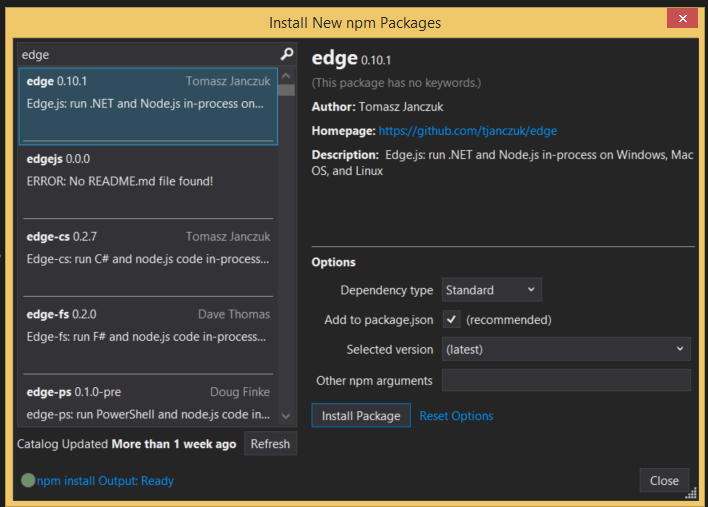 Install New npm Packages
edge
edge 0.10.1 Tomasz Janczuk
Edge.js: run .NET and Node.js in-process on...
edgejs 0.0.0
ERROR: No README.md file found!
edge-cs 0.2.7 Tomasz Janczuk
Edge-cs: run C# and node.js code in-process...
edge-fs 0.2.0 Dave Thomas
Edge-fs: run F# and node.js code in-process...
edge-ps 0.1.0-pre Doug Finke
edge-ps: run PowerShell and node.js code in...
Catalog Updated More than 1 week ago Refresh
edge 0.10.1
(This package has no keywords.)
Author: Tomasz Janczuk
Homepage: https://github.com/tjanczuk/edge
Description: Edge.js: run .NET and Node.js in-process on Windows, Mac
OS, and Linux
Options
Dependency type Standard
Add to package.json (recommended)
Selected version (latest)
Other npm arguments
Install Package Reset Options
npm install Output: Ready
Close